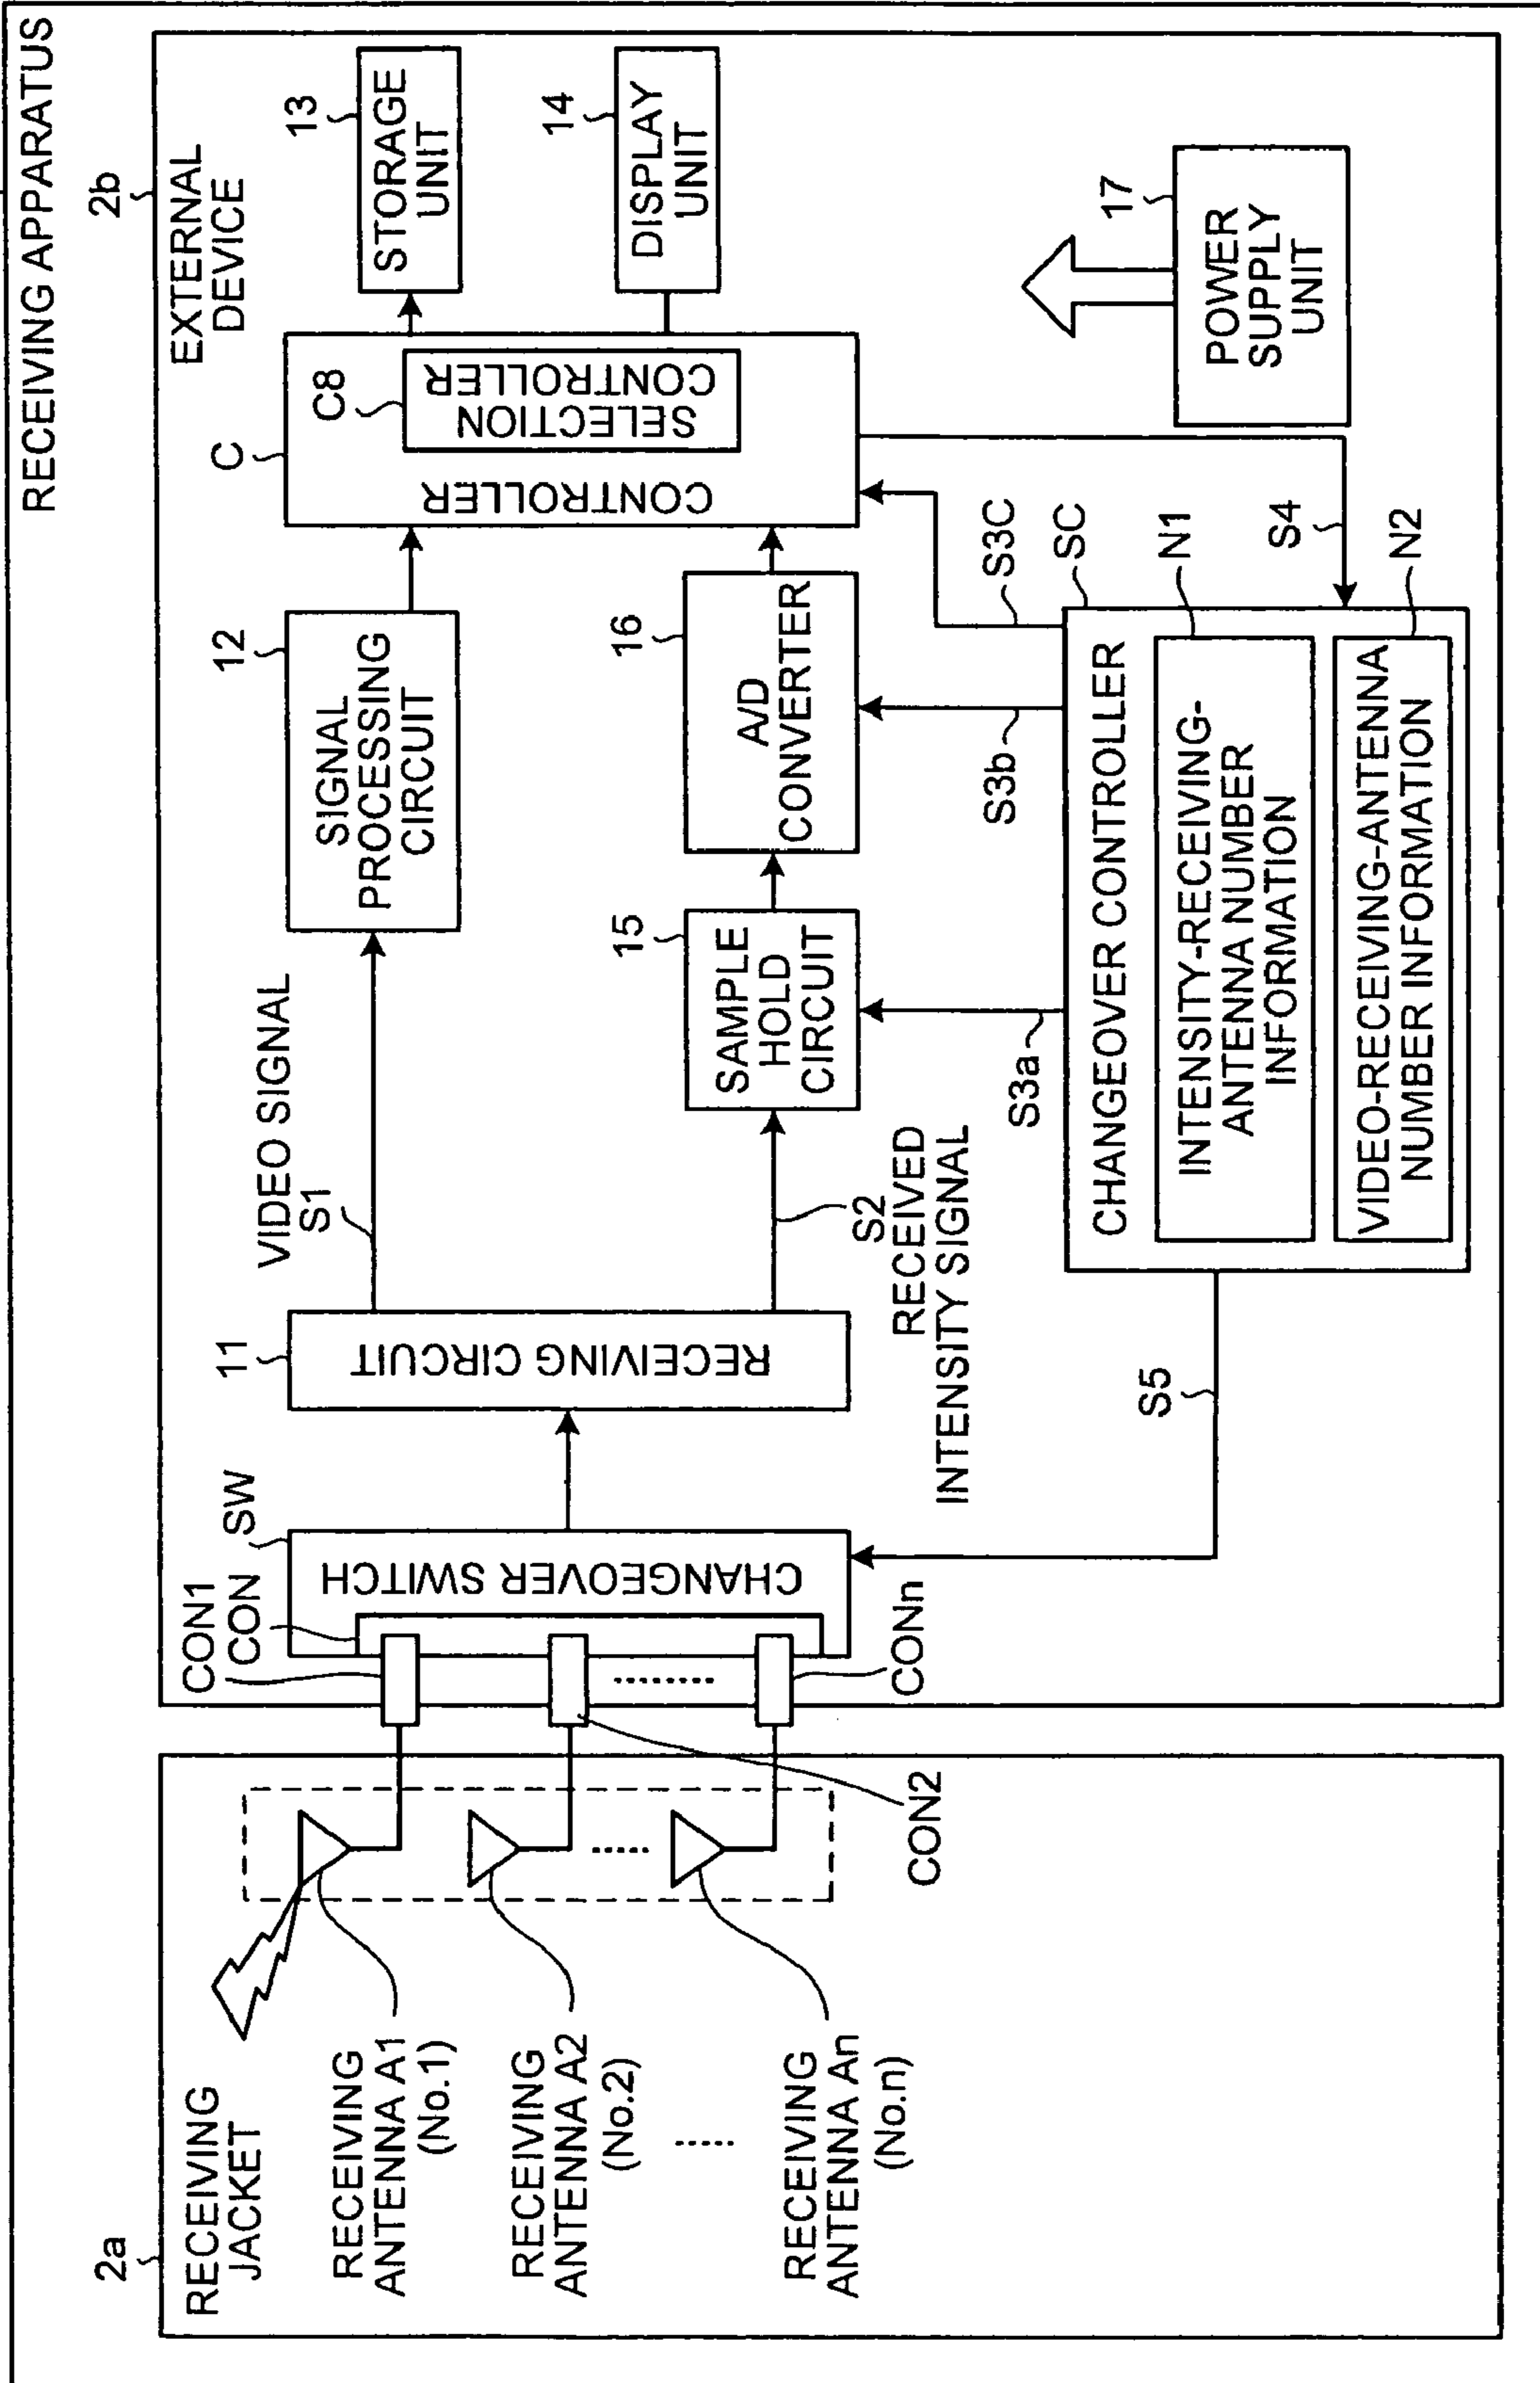 RECEIVING APPARATUS
2b
EXTERNAL
DEVICE
2a
RECEIVING
JACKET
RECEIVING
ANTENNA A1
(No.1)
RECEIVING
ANTENNA A2
(No.2)
RECEIVING
ANTENNA An
(No.n)
CON1
CON
CON2
CONn
SW
CHANGEOVER SWITCH
11
RECEIVING CIRCUIT
VIDEO SIGNAL
S1
S2
RECEIVED
INTENSITY SIGNAL
12
SIGNAL
PROCESSING
CIRCUIT
15
SAMPLE
HOLD
CIRCUIT
16
A/D
CONVERTER
C
CONTROLLER
C8
SELECTION
CONTROLLER
13
STORAGE
UNIT
14
DISPLAY
UNIT
17
POWER
SUPPLY
UNIT
S3a
S3b
S3C
SC
S4
S5
CHANGEOVER CONTROLLER
N1
INTENSITY-RECEIVING-
ANTENNA NUMBER
INFORMATION
N2
VIDEO-RECEIVING-ANTENNA
NUMBER INFORMATION